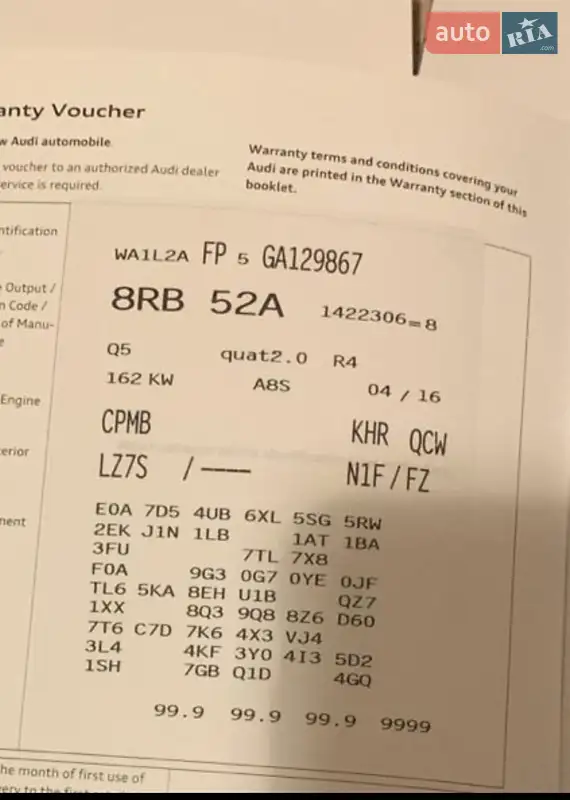 auto RIA .com
anty Voucher
w Audi automobile
voucher to an authorized Audi dealer
ervice is required.
Warranty terms and conditions covering your
Audi are printed in the Warranty section of this
booklet.
ntification
Output /
n Code /
of Manu-
e
Engine
erior
ment
WA1L2A FP 5 GA129867
8RB 52A 1422306=8
Q5 quat2.0 R4
162 KW A8S 04 / 16
CPMB KHR QCW
LZ7S /---- N1F/FZ
E0A 7D5 4UB 6XL 5SG 5RW
2EK J1N 1LB 1AT 1BA
3FU 7TL 7X8
F0A 9G3 0G7 0YE 0JF
TL6 5KA 8EH U1B QZ7
1XX 8Q3 9Q8 8Z6 D60
7T6 C7D 7K6 4X3 VJ4
3L4 4KF 3Y0 4I3 5D2
1SH 7GB Q1D 4GQ
99.9 99.9 99.9 9999
he month of first use of